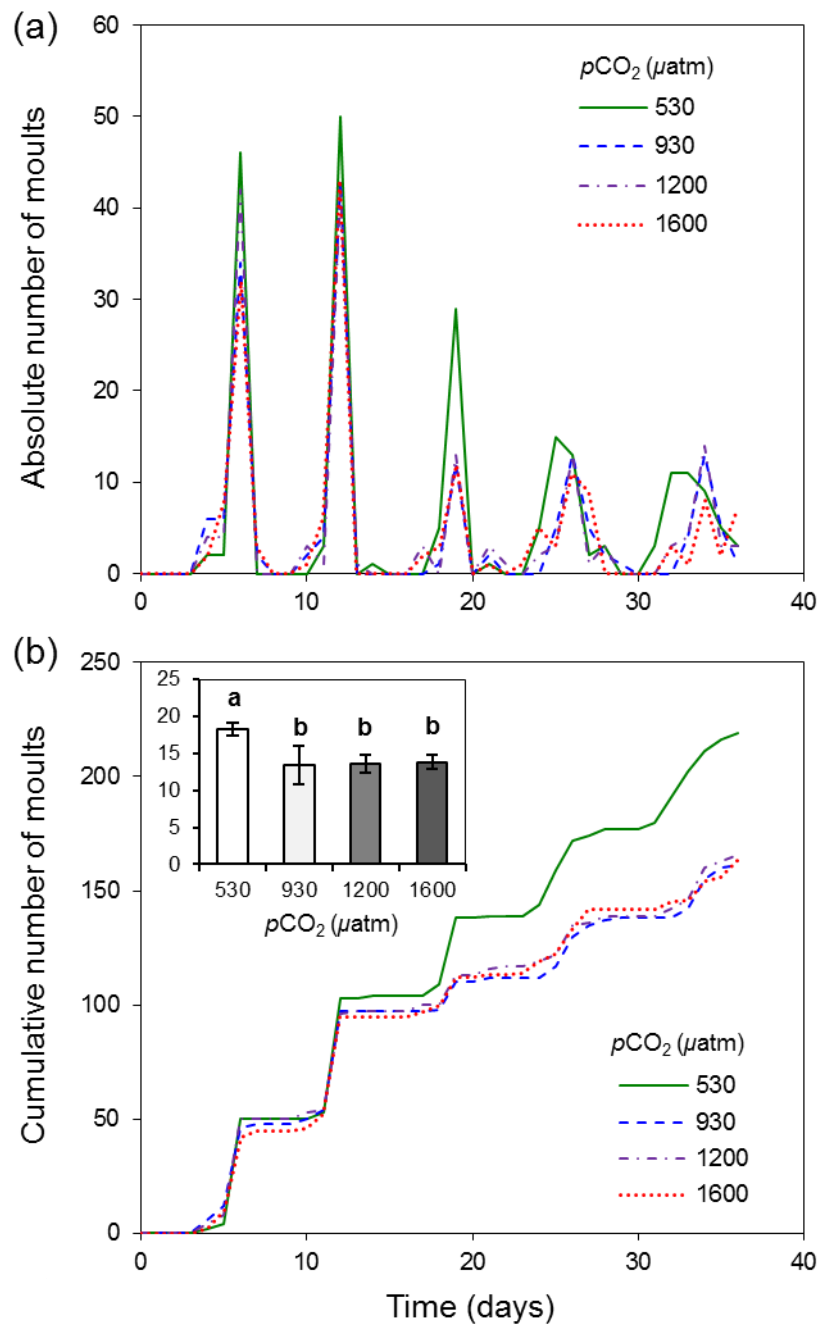 (a)
Absolute number of moults
60
50
40
30
20
10
0
0 10 20 30 40
pCO₂ (µatm)
530
930
1200
1600
(b)
Cumulative number of moults
250
200
150
100
50
0
25
20
15
10
5
0
a b b b
530 930 1200 1600
pCO₂ (µatm)
pCO₂ (µatm)
530
930
1200
1600
0 10 20 30 40
Time (days)